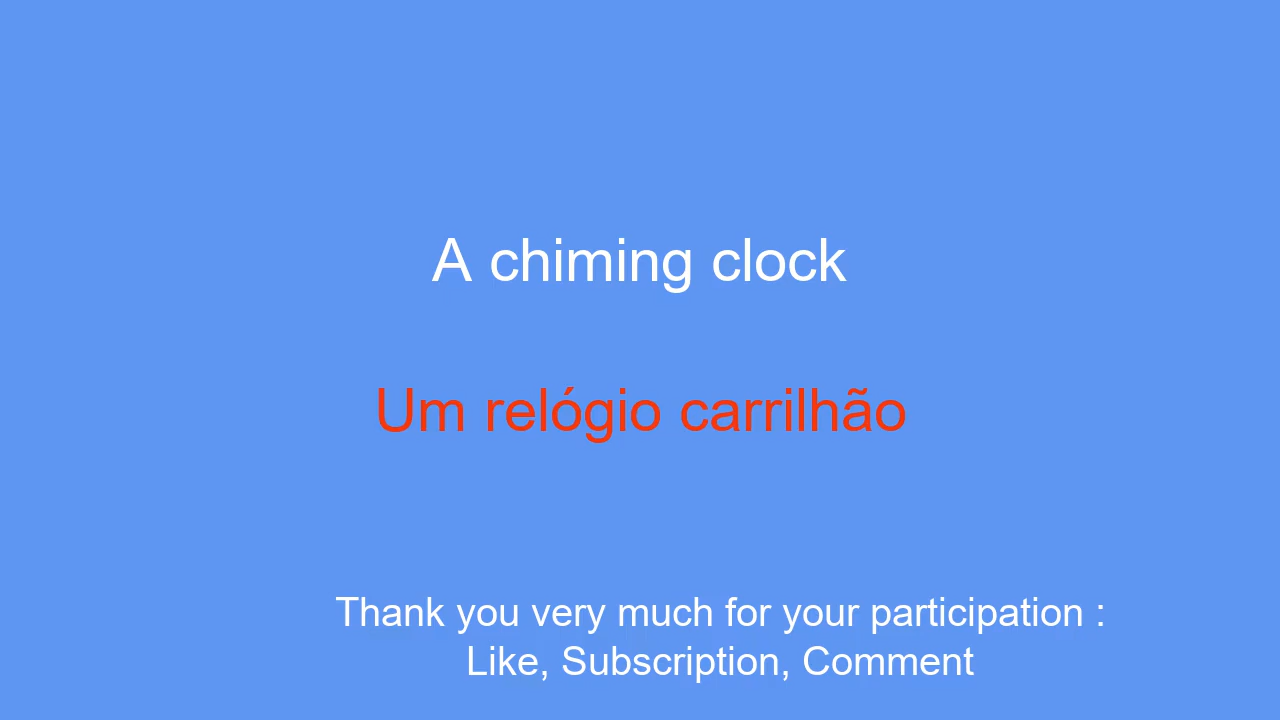 A chiming clock
Um relógio carrilhão
Thank you very much for your participation :
Like, Subscription, Comment